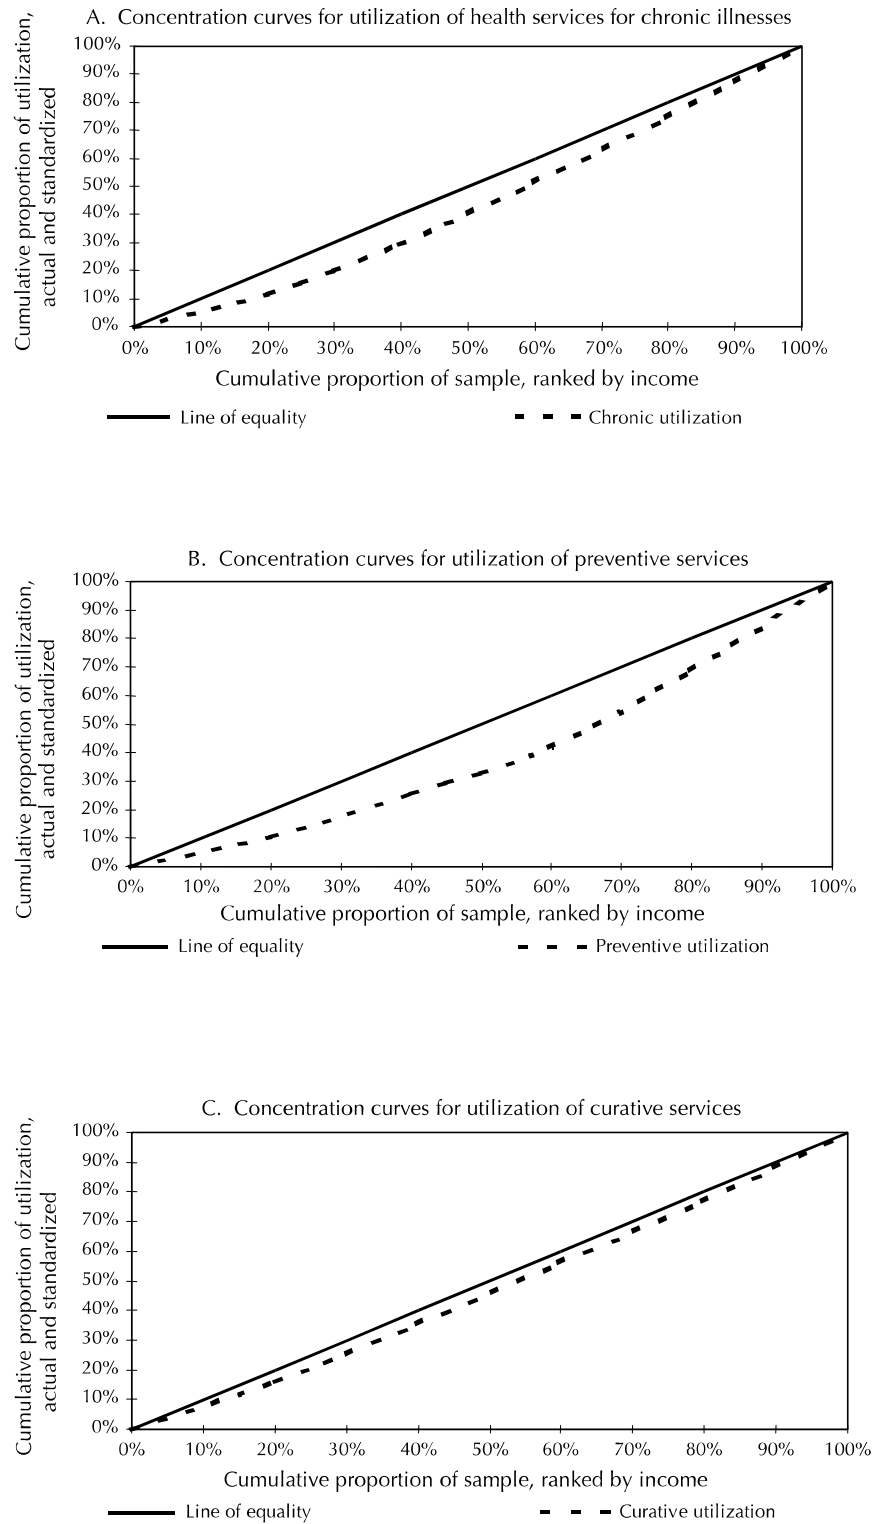 A. Concentration curves for utilization of health services for chronic illnesses
Cumulative proportion of utilization,
actual and standardized
100%
90%
80%
70%
60%
50%
40%
30%
20%
10%
0%
0% 10% 20% 30% 40% 50% 60% 70% 80% 90% 100%
Cumulative proportion of sample, ranked by income
Line of equality Chronic utilization
B. Concentration curves for utilization of preventive services
Cumulative proportion of utilization,
actual and standardized
100%
90%
80%
70%
60%
50%
40%
30%
20%
10%
0%
0% 10% 20% 30% 40% 50% 60% 70% 80% 90% 100%
Cumulative proportion of sample, ranked by income
Line of equality Preventive utilization
C. Concentration curves for utilization of curative services
Cumulative proportion of utilization,
actual and standardized
100%
90%
80%
70%
60%
50%
40%
30%
20%
10%
0%
0% 10% 20% 30% 40% 50% 60% 70% 80% 90% 100%
Cumulative proportion of sample, ranked by income
Line of equality Curative utilization